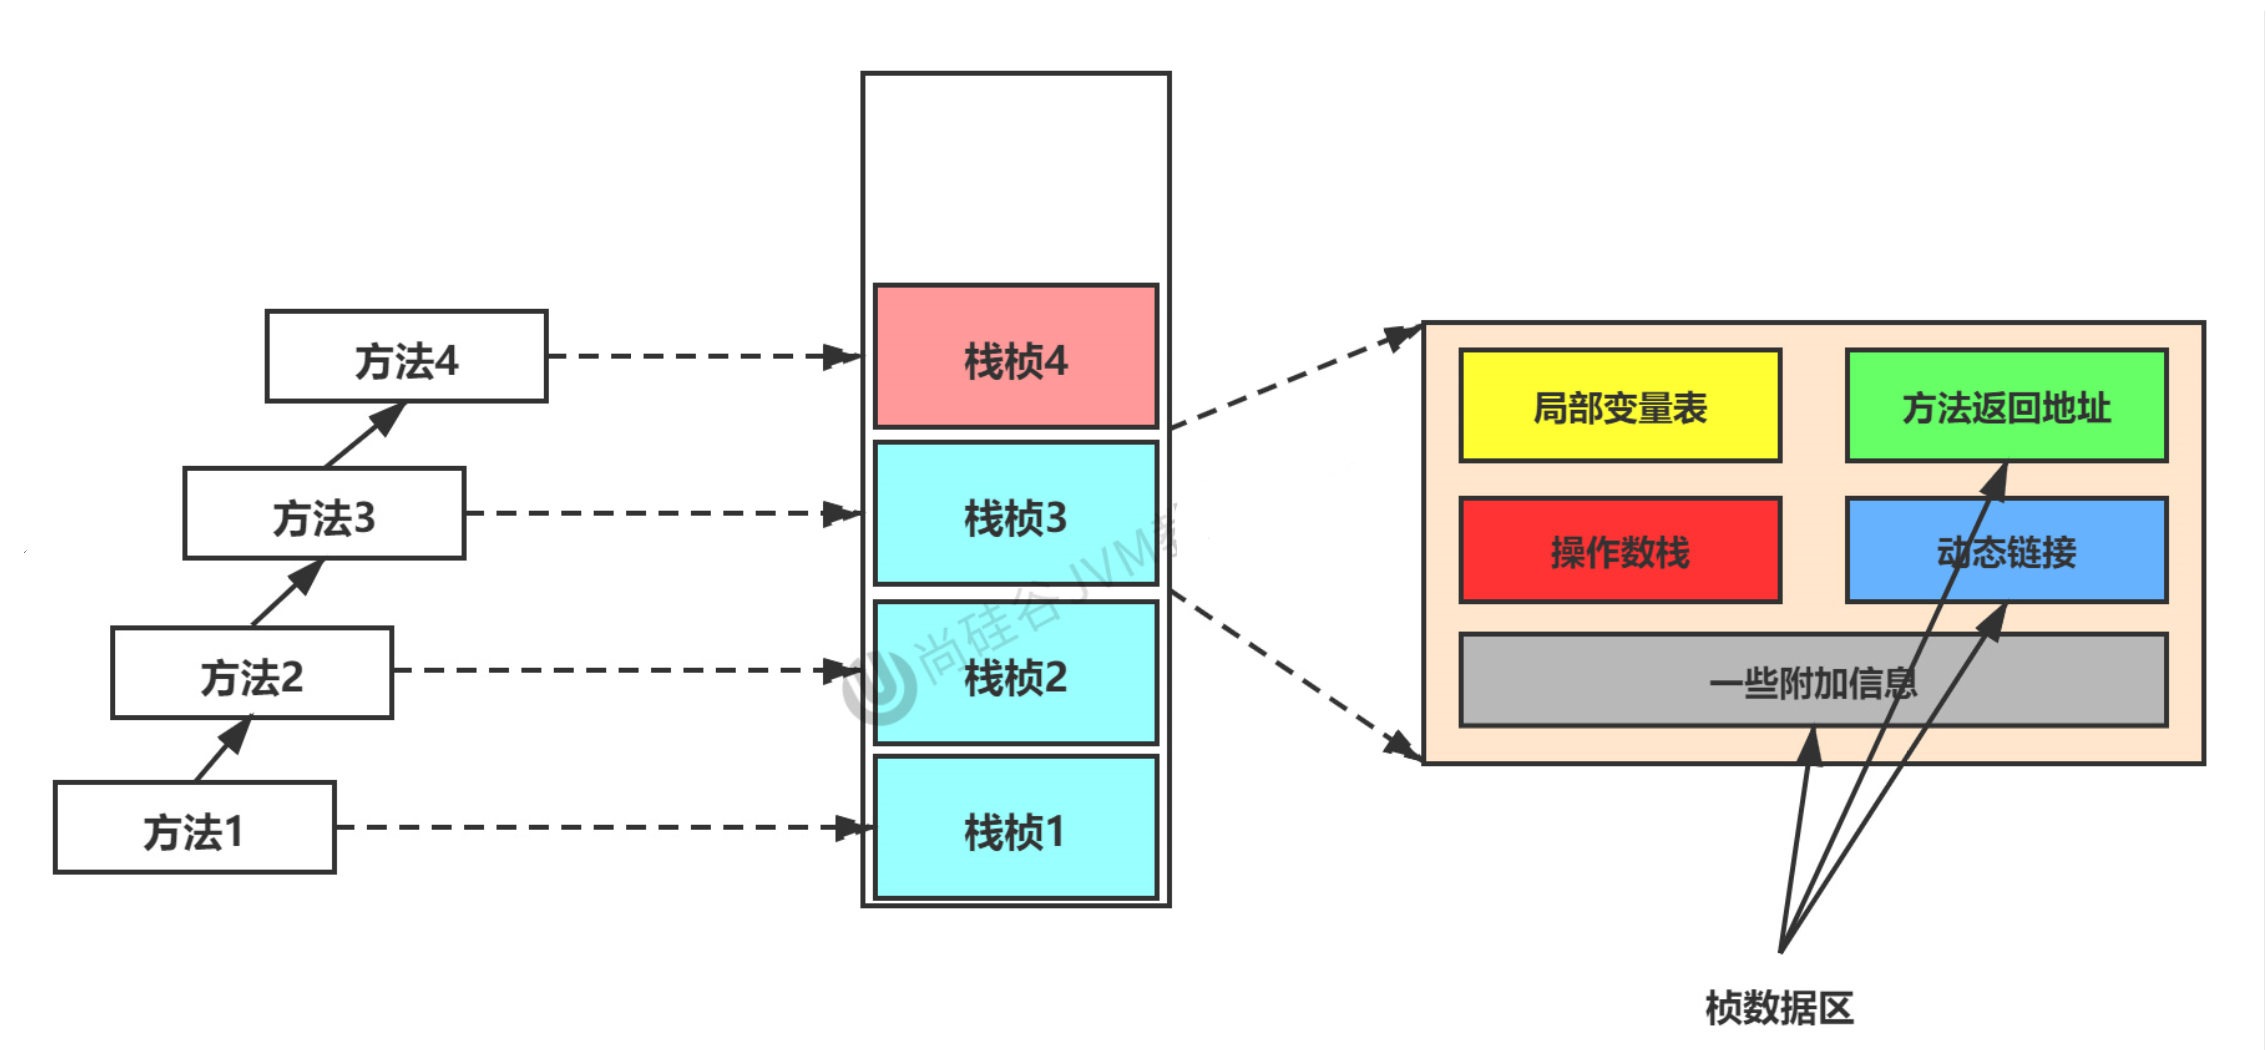 方法4
方法3
方法2
方法1
栈桢4
栈桢3
栈桢2
栈桢1
尚硅谷JVM教
局部变量表
方法返回地址
操作数栈
动态链接
一些附加信息
桢数据区